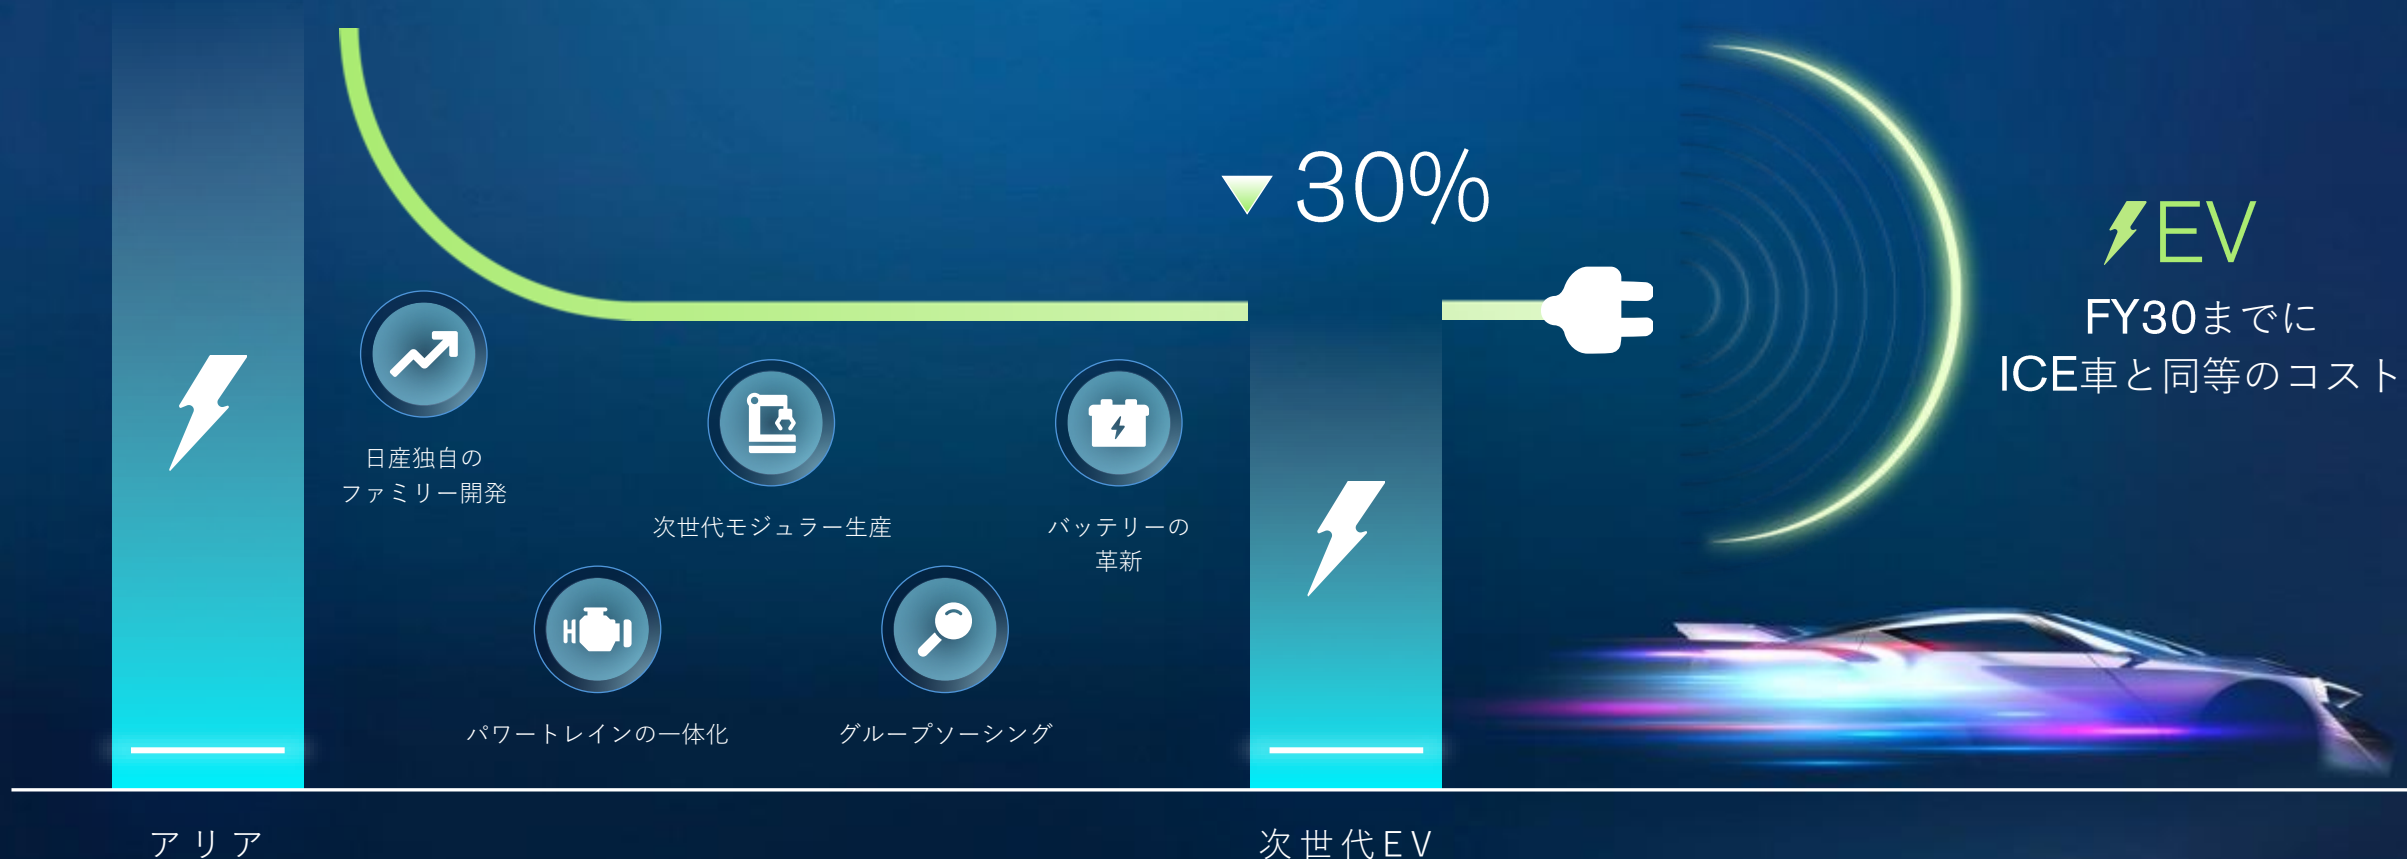 ▼30%
EV
FY30までに
ICE車と同等のコスト
日産独自の
ファミリー開発
次世代モジュラー生産
バッテリーの
革新
パワートレインの一体化
グループソーシング
アリア
次世代EV